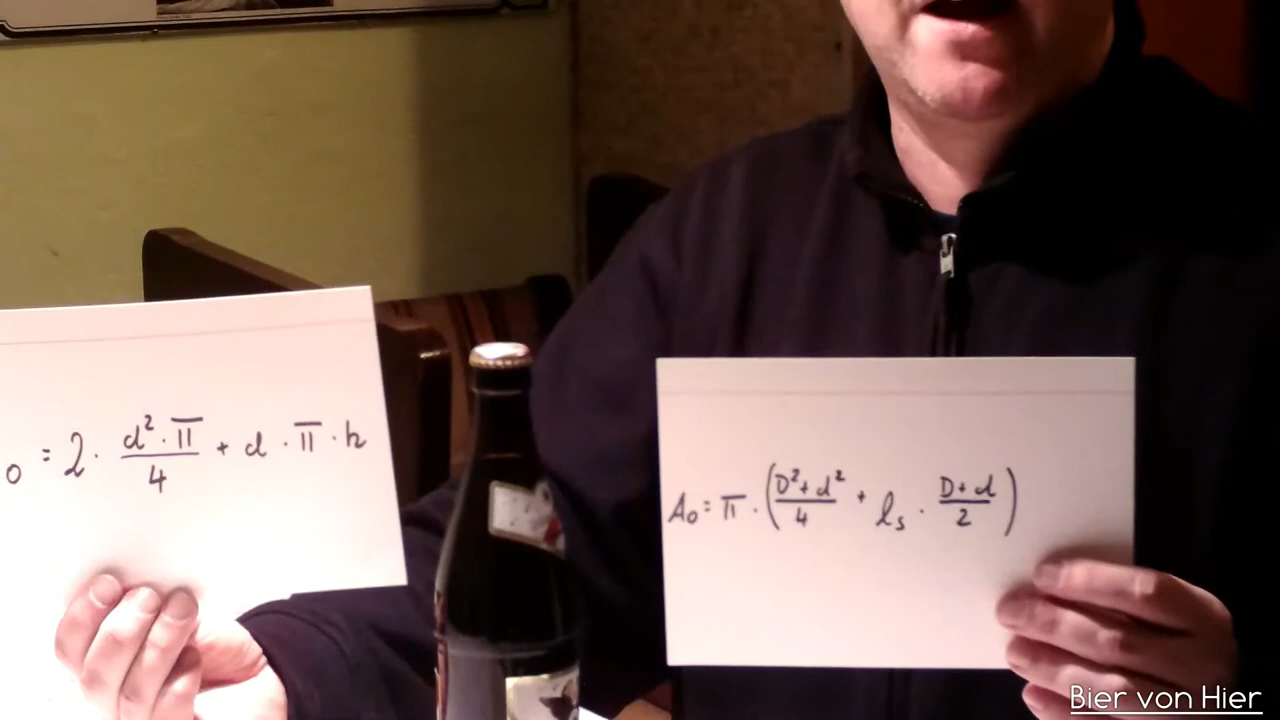 o = 2 · d² · π / 4 + d · π · h
A₀ = π · (D² + d² / 4 + lₛ · D + d / 2)
Bier von Hier